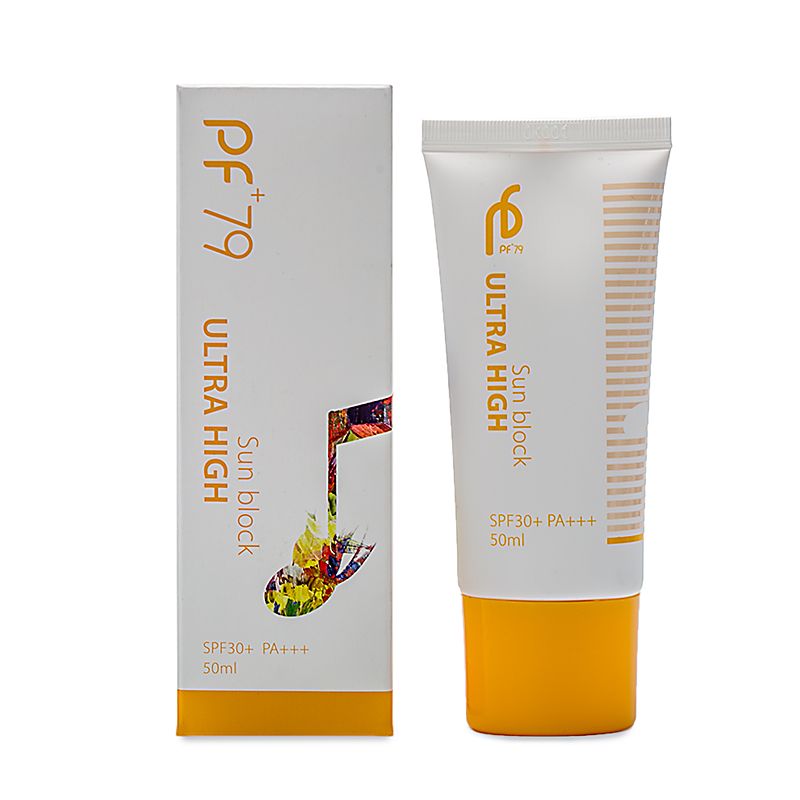 PF+79
ULTRA HIGH
Sun block
SPF30+ PA+++
50ml
PF+79
ULTRA HIGH
Sun block
SPF30+ PA+++
50ml